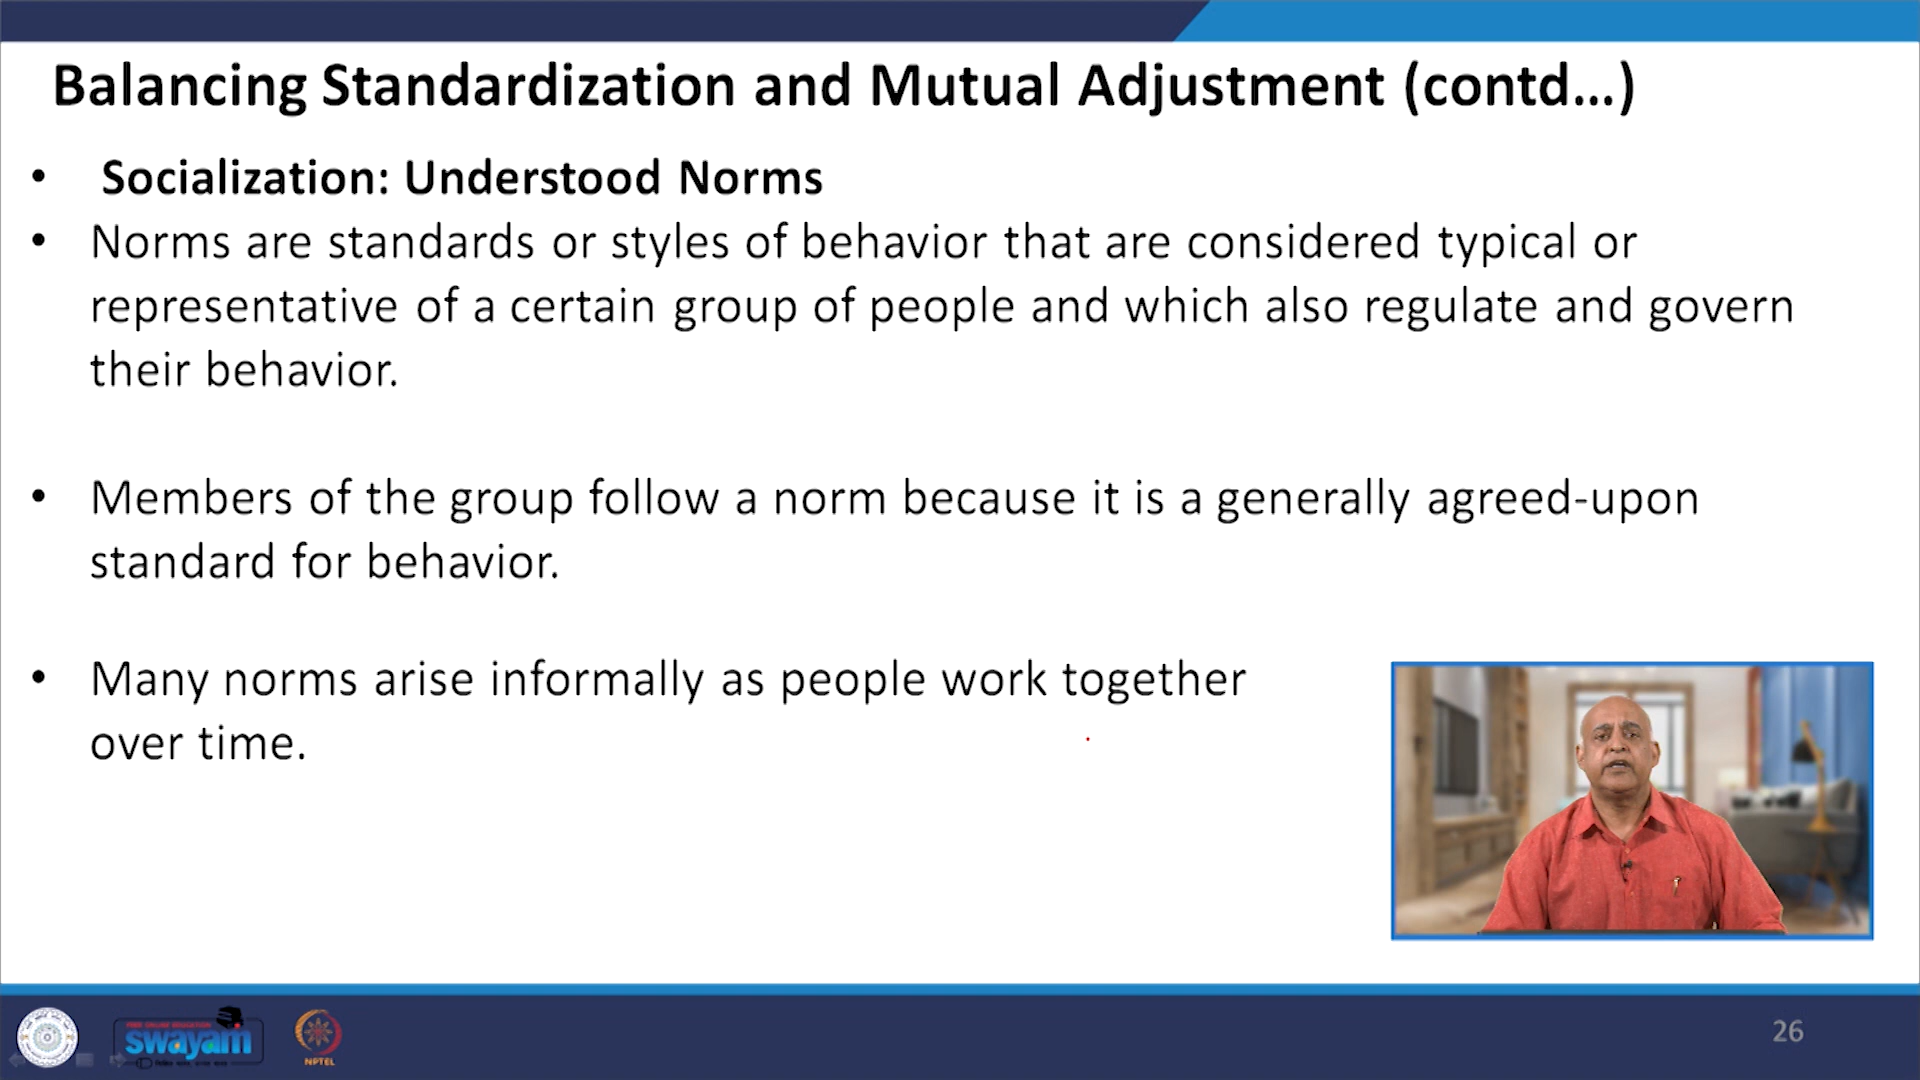 Balancing Standardization and Mutual Adjustment (contd...)
• Socialization: Understood Norms
• Norms are standards or styles of behavior that are considered typical or
representative of a certain group of people and which also regulate and govern
their behavior.
• Members of the group follow a norm because it is a generally agreed-upon
standard for behavior.
• Many norms arise informally as people work together
over time.
FREE ONLINE EDUCATION
swayam
NPTEL
26